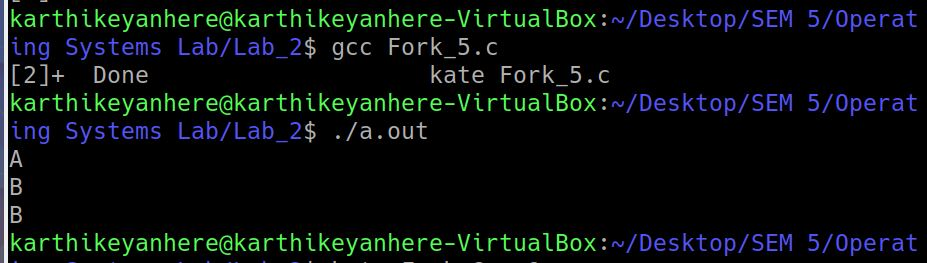 karthikeyanhere@karthikeyanhere-VirtualBox:~/Desktop/SEM 5/Operat
ing Systems Lab/Lab_2$ gcc Fork_5.c
[2]+  Done                    kate Fork_5.c
karthikeyanhere@karthikeyanhere-VirtualBox:~/Desktop/SEM 5/Operat
ing Systems Lab/Lab_2$ ./a.out
A
B
B
karthikeyanhere@karthikeyanhere-VirtualBox:~/Desktop/SEM 5/Operat